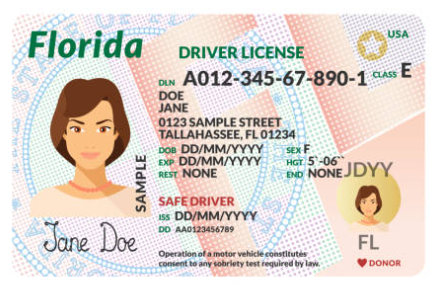 Florida
DRIVER LICENSE
USA
DLN A012-345-67-890-1 CLASS E
DOE
JANE
0123 SAMPLE STREET
TALLAHASSEE, FL 01234
DOB DD/MM/YYYY SEX F
EXP DD/MM/YYYY HGT 5`-06``
REST NONE END NONE
JDYY
SAMPLE
SAFE DRIVER
ISS DD/MM/YYYY
DD AA0123456789
FL
Jane Doe
Operation of a motor vehicle constitutes
consent to any sobriety test required by law.
DONOR